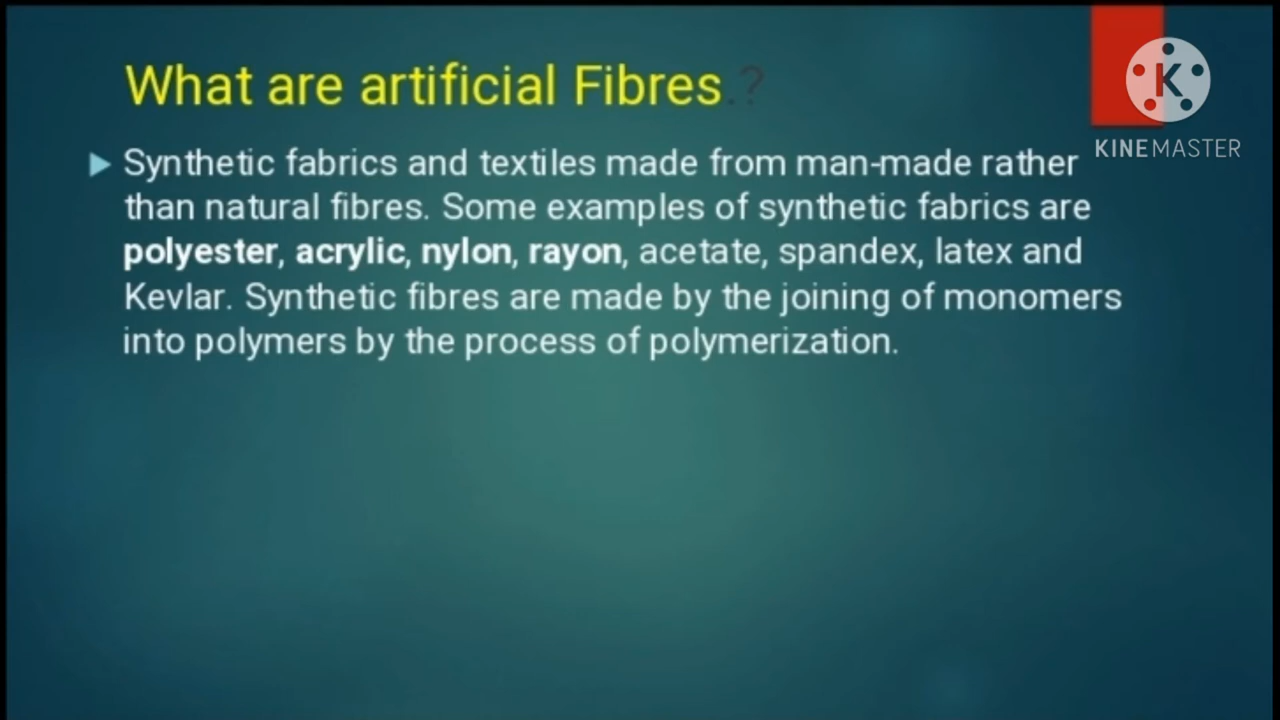 What are artificial Fibres.?
Synthetic fabrics and textiles made from man-made rather
than natural fibres. Some examples of synthetic fabrics are
polyester, acrylic, nylon, rayon, acetate, spandex, latex and
Kevlar. Synthetic fibres are made by the joining of monomers
into polymers by the process of polymerization.
K
KINEMASTER